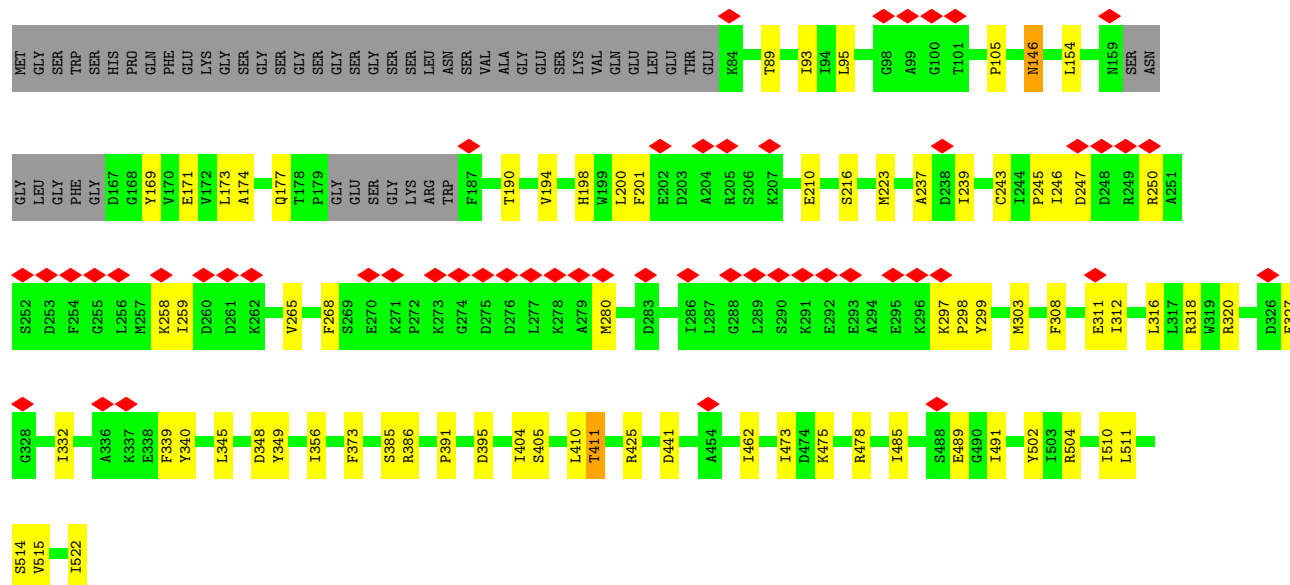 MET GLY SER TRP SER HIS PRO GLN PHE GLU LYS GLY SER GLY SER GLY SER GLY SER GLY SER SER LEU ASN SER VAL ALA GLY GLU SER LYS VAL GLN GLU LEU GLU THR GLU K84 T89 I93 I94 L95 G98 A99 G100 T101 P105 N146 L154 N159 SER ASN
GLY LEU GLY PHE GLY D167 G168 Y169 V170 E171 V172 L173 A174 Q177 T178 P179 GLY GLU SER GLY LYS ARG TRP F187 T190 V194 H198 W199 L200 F201 E202 D203 A204 R205 S206 K207 E210 S216 M223 A237 D238 I239 C243 I244 P245 I246 D247 D248 R249 R250 A251
S252 D253 F254 G255 L256 M257 K258 I259 D260 D261 K262 V265 F268 S269 E270 K271 P272 K273 G274 D275 D276 L277 K278 A279 M280 D283 I286 L287 G288 L289 S290 K291 E292 E293 A294 E295 K296 K297 P298 Y299 M303 F308 E311 I312 L316 L317 R318 W319 R320 D326
G328 I332 A336 K337 E338 F339 Y340 L345 D348 Y349 I356 F373 S385 R386 P391 D395 I404 S405 L410 T411 R425 D441 A454 I462 I473 D474 K475 R478 I485 S488 E489 G490 I491 Y502 I503 R504 I510 L511
S514 V515 I522